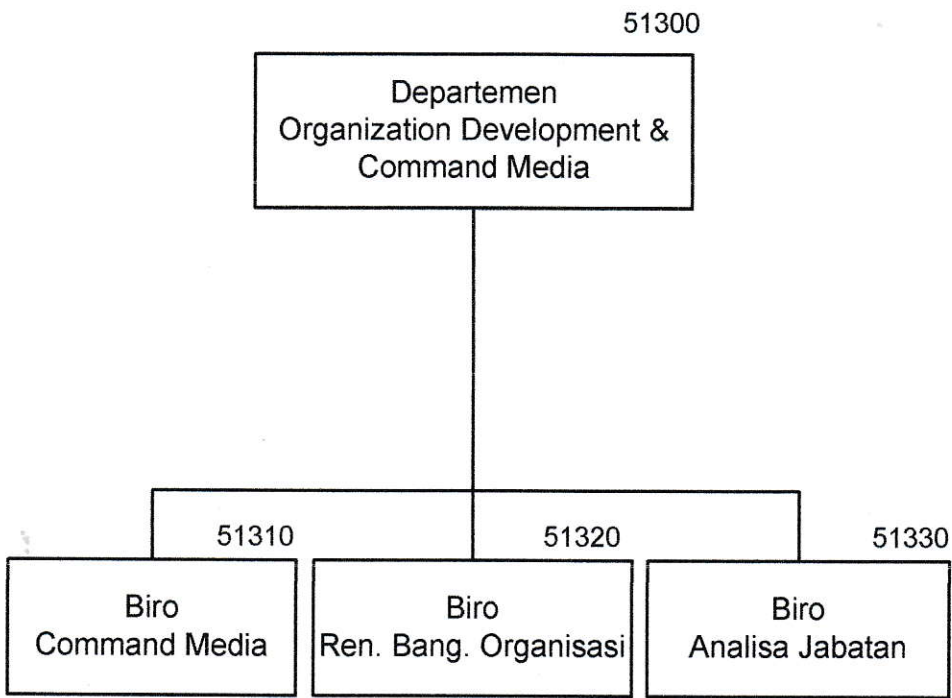 51300
Departemen
Organization Development &
Command Media
51310
Biro
Command Media
51320
Biro
Ren. Bang. Organisasi
51330
Biro
Analisa Jabatan